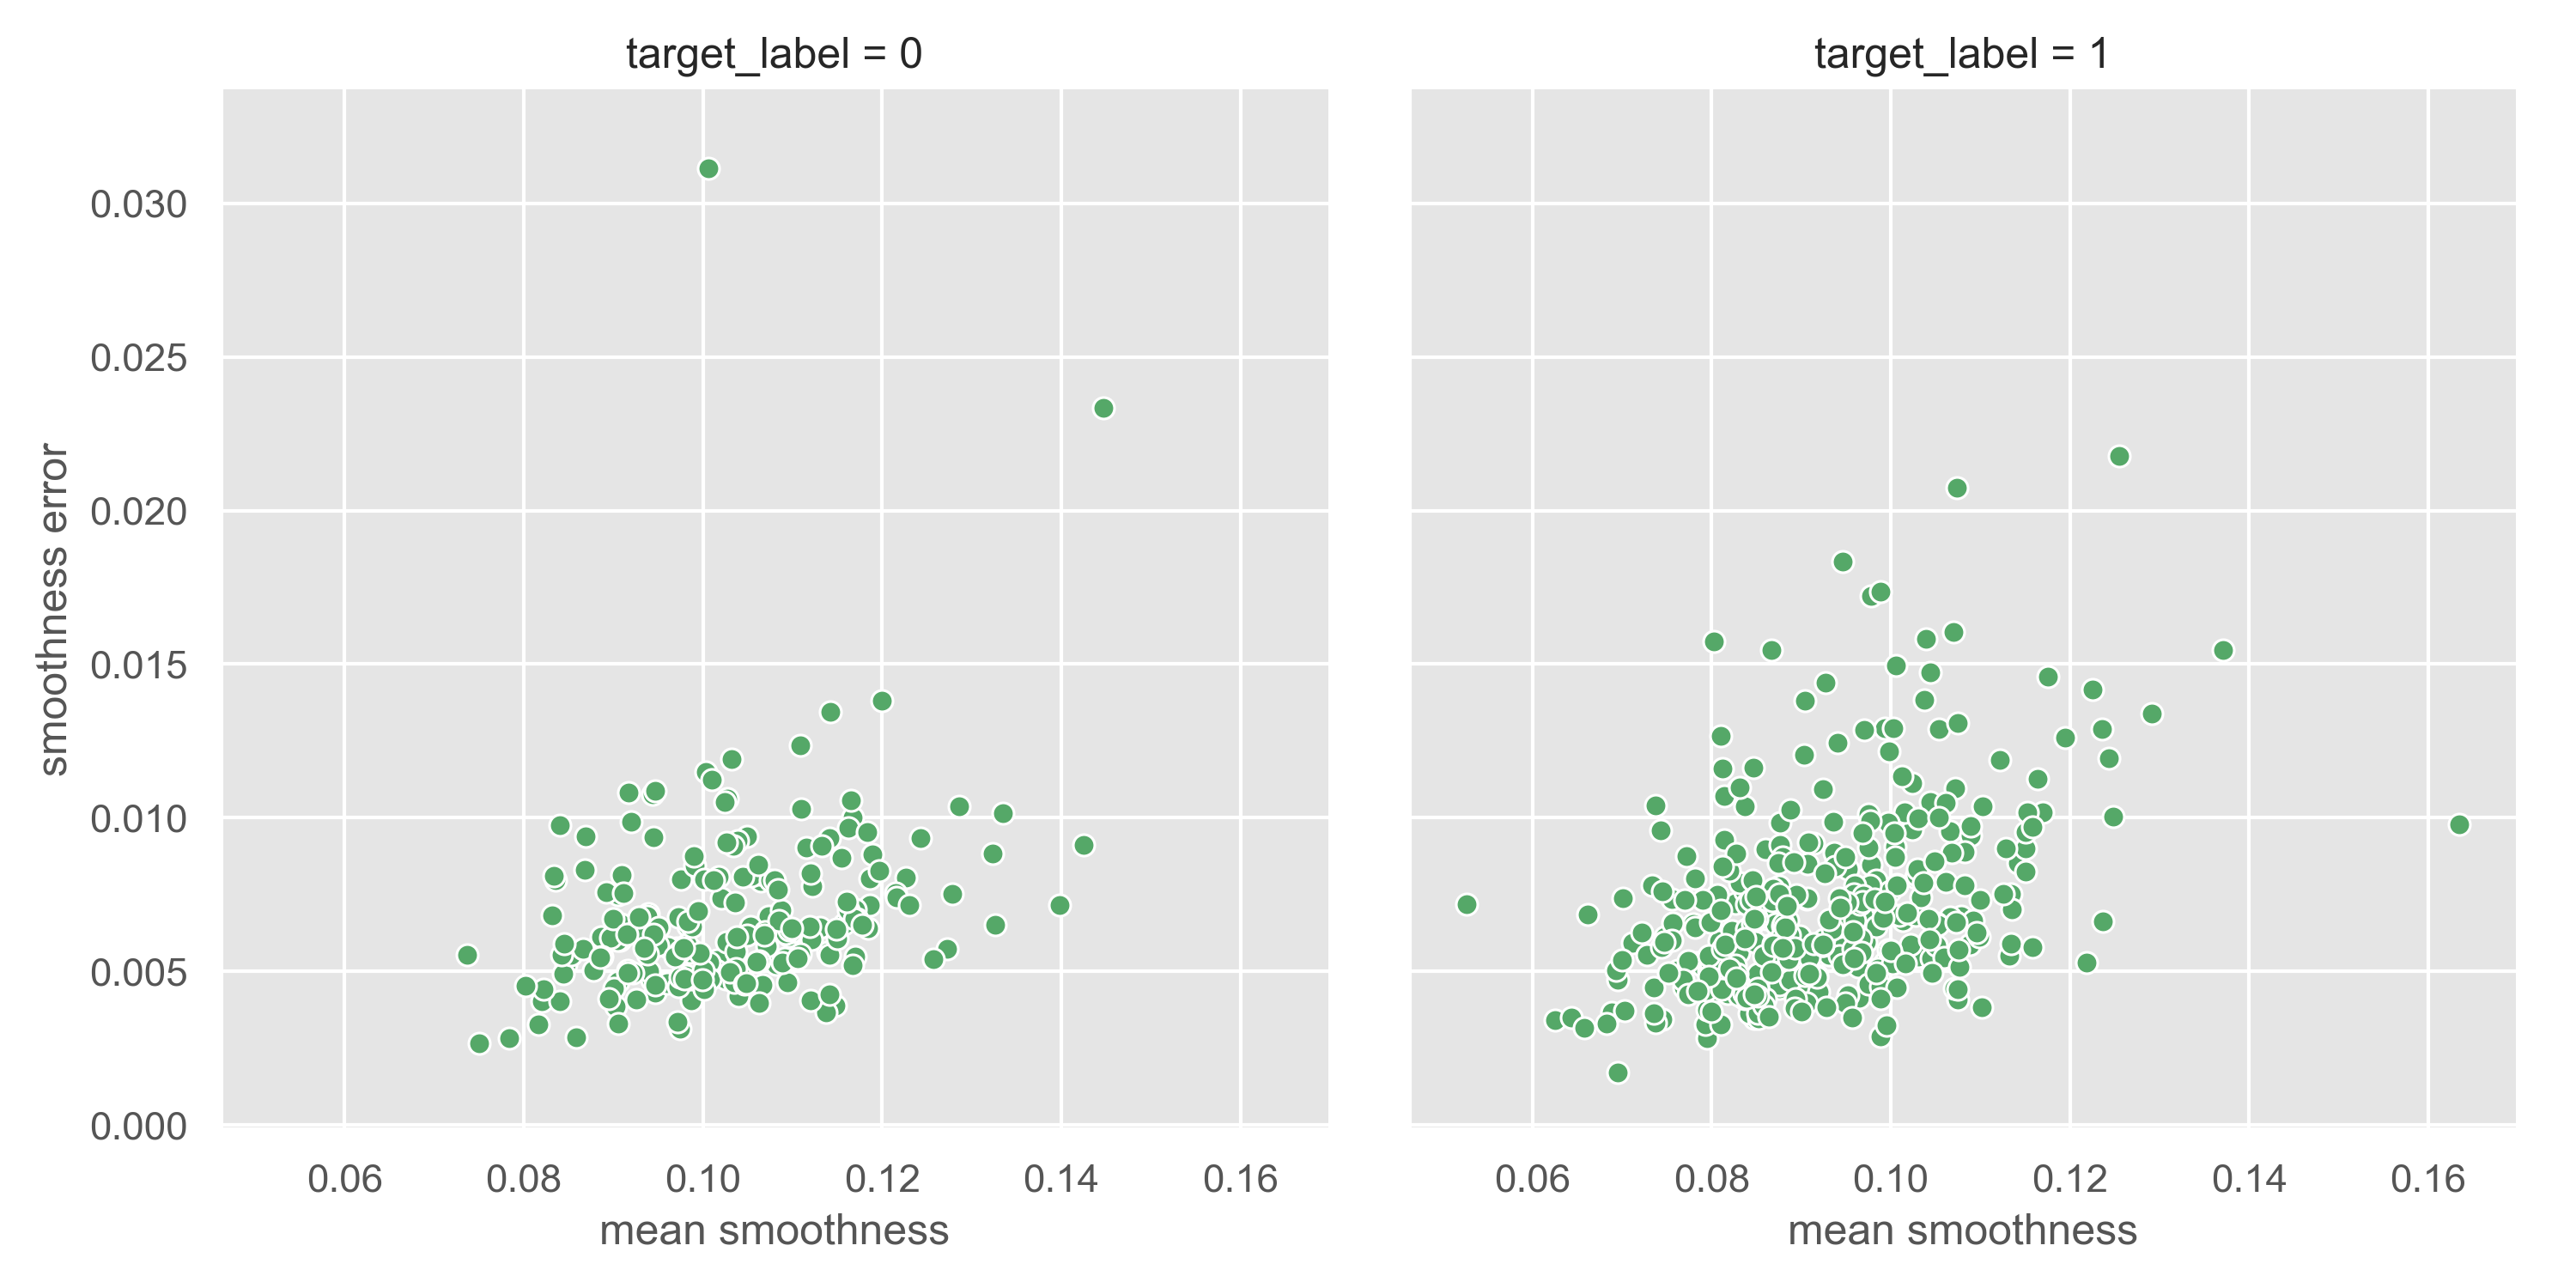 target_label = 0
target_label = 1
smoothness error
0.030
0.025
0.020
0.015
0.010
0.005
0.000
0.06 0.08 0.10 0.12 0.14 0.16
0.06 0.08 0.10 0.12 0.14 0.16
mean smoothness
mean smoothness